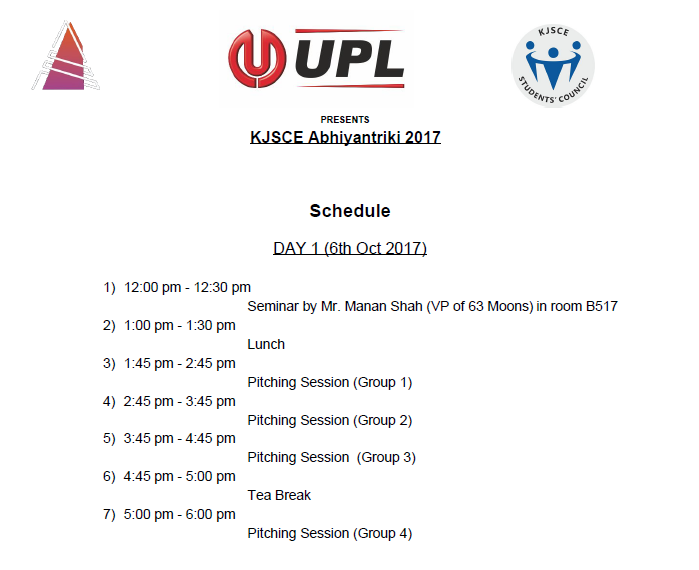 UPL
KJSCE
STUDENTS' COUNCIL
PRESENTS
KJSCE Abhiyantriki 2017
Schedule
DAY 1 (6th Oct 2017)
1) 12:00 pm - 12:30 pm
Seminar by Mr. Manan Shah (VP of 63 Moons) in room B517
2) 1:00 pm - 1:30 pm
Lunch
3) 1:45 pm - 2:45 pm
Pitching Session (Group 1)
4) 2:45 pm - 3:45 pm
Pitching Session (Group 2)
5) 3:45 pm - 4:45 pm
Pitching Session (Group 3)
6) 4:45 pm - 5:00 pm
Tea Break
7) 5:00 pm - 6:00 pm
Pitching Session (Group 4)